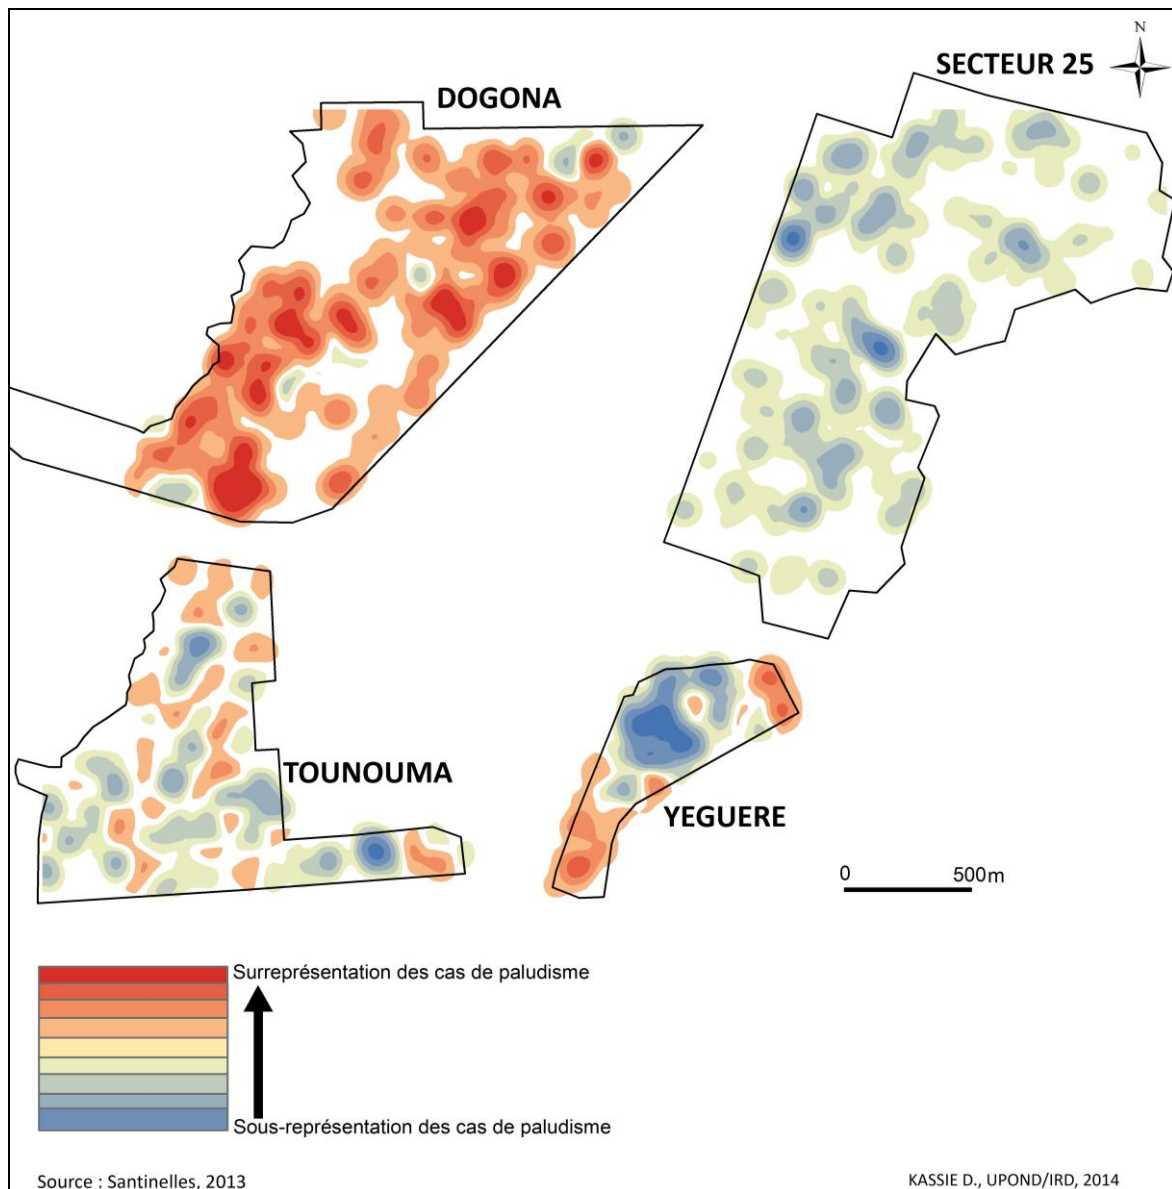 N
SECTEUR 25
DOGONA
TOUNOUMA
YEGUERE
0 500m
Surreprésentation des cas de paludisme
Sous-représentation des cas de paludisme
Source : Santinelles, 2013
KASSIE D., UPOND/IRD, 2014